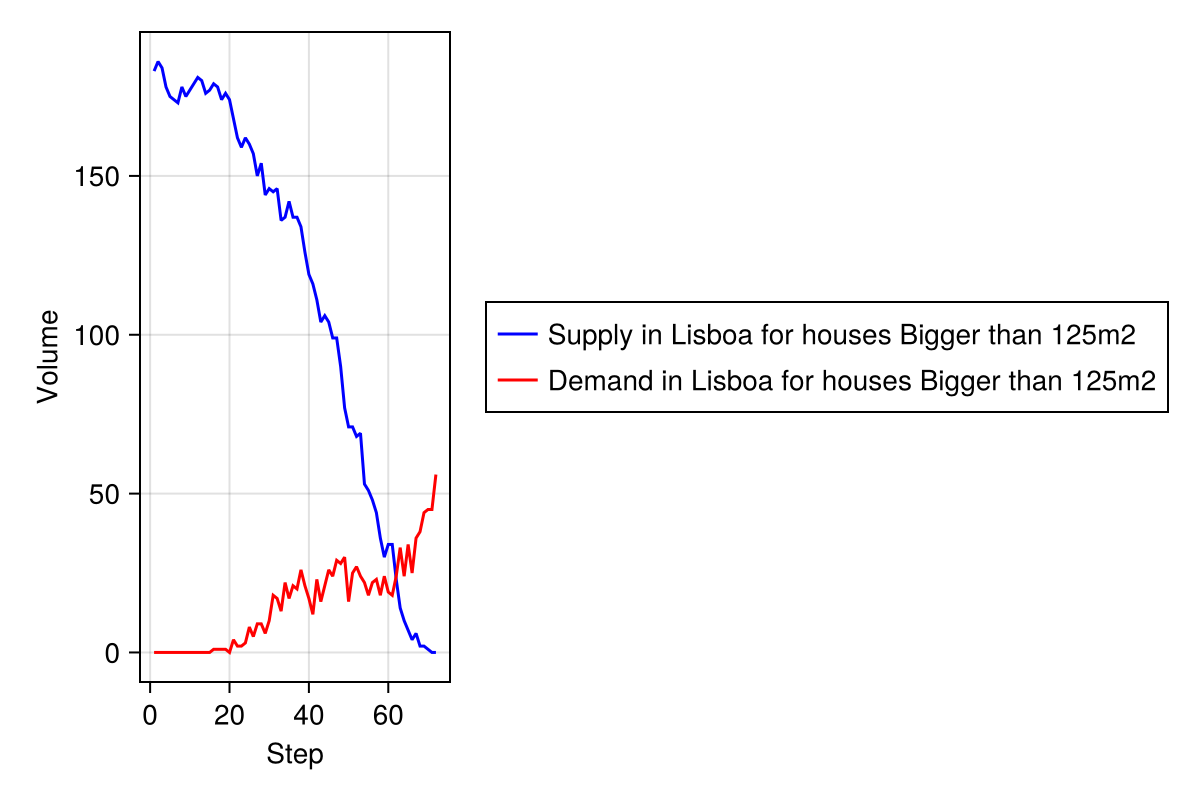 Volume
150
100
50
0
0 20 40 60
Step
Supply in Lisboa for houses Bigger than 125m2
Demand in Lisboa for houses Bigger than 125m2